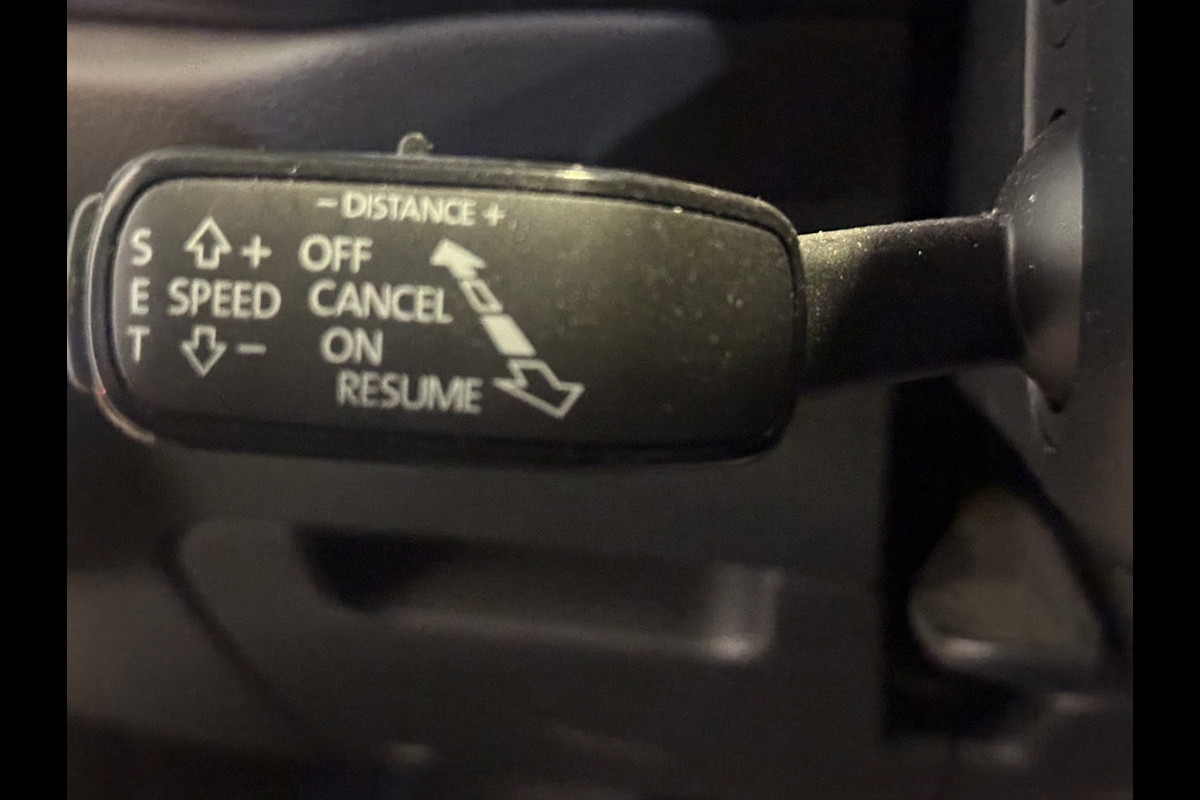 – DISTANCE +
S + OFF
E SPEED CANCEL
T – ON
RESUME